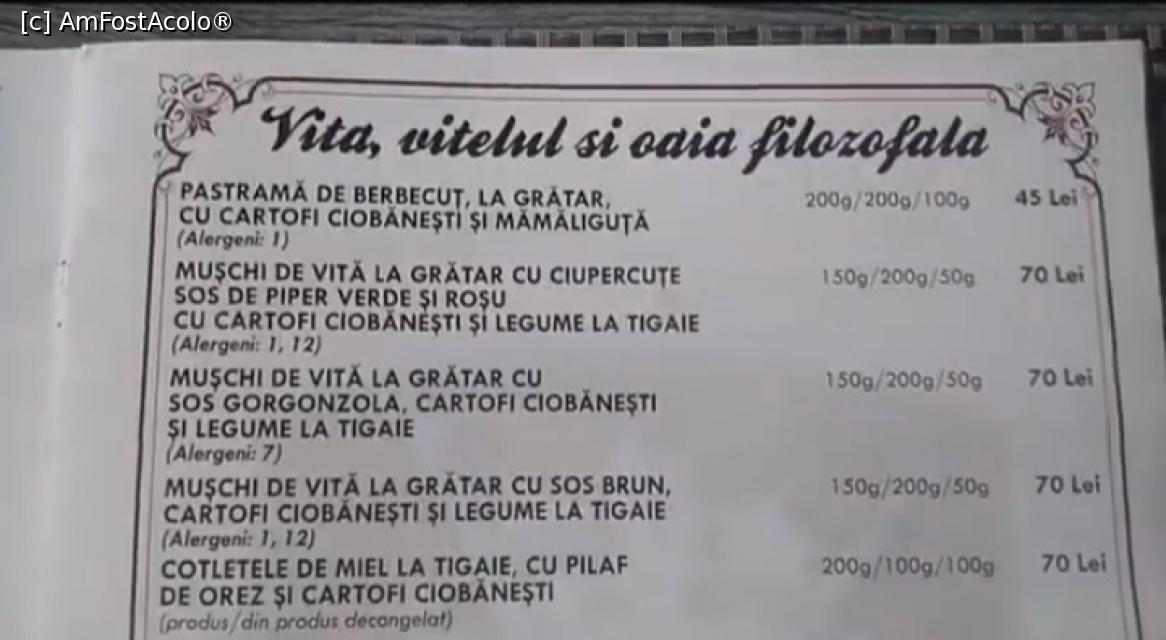 [c] AmFostAcolo®
Vita, vitelul si oaia filozofala
PASTRAMĂ DE BERBECUȚ, LA GRĂTAR, 200g/200g/100g 45 Lei
CU CARTOFI CIOBĂNEȘTI ȘI MĂMĂLIGUȚĂ
(Alergeni: 1)
MUȘCHI DE VITĂ LA GRĂTAR CU CIUPERCUȚE 150g/200g/50g 70 Lei
SOS DE PIPER VERDE ȘI ROȘU
CU CARTOFI CIOBĂNEȘTI ȘI LEGUME LA TIGAIE
(Alergeni: 1, 12)
MUȘCHI DE VITĂ LA GRĂTAR CU 150g/200g/50g 70 Lei
SOS GORGONZOLA, CARTOFI CIOBĂNEȘTI
ȘI LEGUME LA TIGAIE
(Alergeni: 7)
MUȘCHI DE VITĂ LA GRĂTAR CU SOS BRUN, 150g/200g/50g 70 Lei
CARTOFI CIOBĂNEȘTI ȘI LEGUME LA TIGAIE
(Alergeni: 1, 12)
COTLETELE DE MIEL LA TIGAIE, CU PILAF 200g/100g/100g 70 Lei
DE OREZ ȘI CARTOFI CIOBĂNEȘTI
(produs/din produs decongelat)